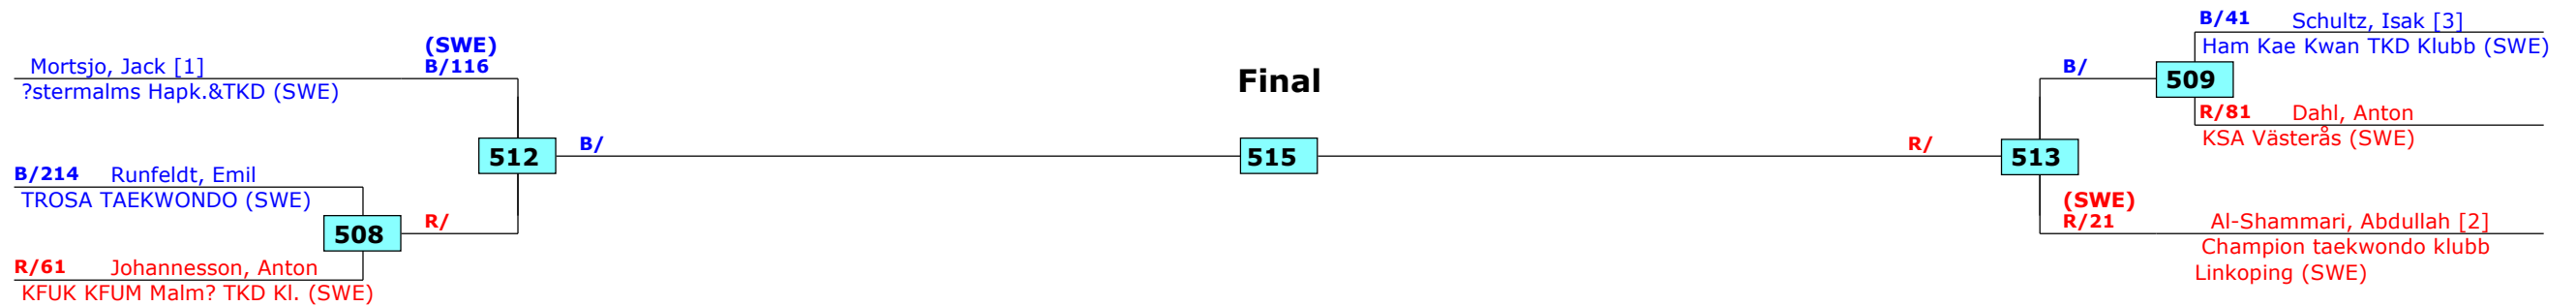 (SWE)
Mortsjo, Jack [1] B/116
?stermalms Hapk.&TKD (SWE)
512
B/
B/214 Runfeldt, Emil
TROSA TAEKWONDO (SWE)
508
R/
R/61 Johannesson, Anton
KFUK KFUM Malm? TKD Kl. (SWE)
Final
515
B/41 Schultz, Isak [3]
Ham Kae Kwan TKD Klubb (SWE)
B/
509
R/81 Dahl, Anton
KSA Västerås (SWE)
R/
513
(SWE)
R/21 Al-Shammari, Abdullah [2]
Champion taekwondo klubb
Linkoping (SWE)